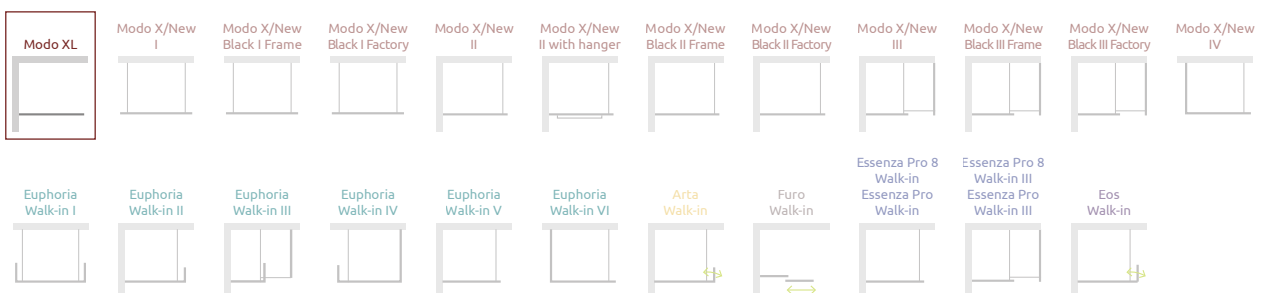 Modo XL
Modo X/New
I
Modo X/New
Black I Frame
Modo X/New
Black I Factory
Modo X/New
II
Modo X/New
II with hanger
Modo X/New
Black II Frame
Modo X/New
Black II Factory
Modo X/New
III
Modo X/New
Black III Frame
Modo X/New
Black III Factory
Modo X/New
IV
Euphoria
Walk-in I
Euphoria
Walk-in II
Euphoria
Walk-in III
Euphoria
Walk-in IV
Euphoria
Walk-in V
Euphoria
Walk-in VI
Arta
Walk-in
Furo
Walk-in
Essenza Pro 8
Walk-in
Essenza Pro
Walk-in
Essenza Pro 8
Walk-in III
Essenza Pro
Walk-in III
Eos
Walk-in